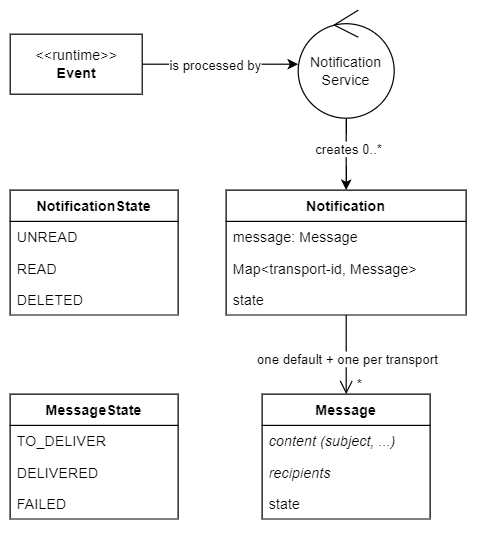 <<runtime>>
Event
is processed by
Notification
Service
creates 0..*
NotificationState
UNREAD
READ
DELETED
Notification
message: Message
Map<transport-id, Message>
state
one default + one per transport
*
MessageState
TO_DELIVER
DELIVERED
FAILED
Message
content (subject, ...)
recipients
state